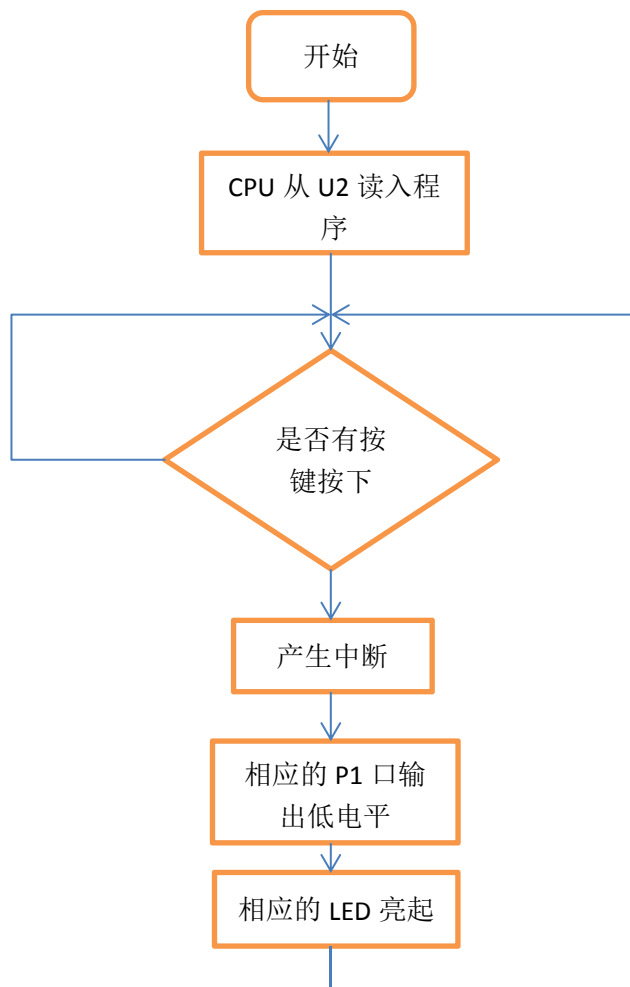 开始
CPU 从 U2 读入程
序
是否有按
键按下
产生中断
相应的 P1 口输
出低电平
相应的 LED 亮起